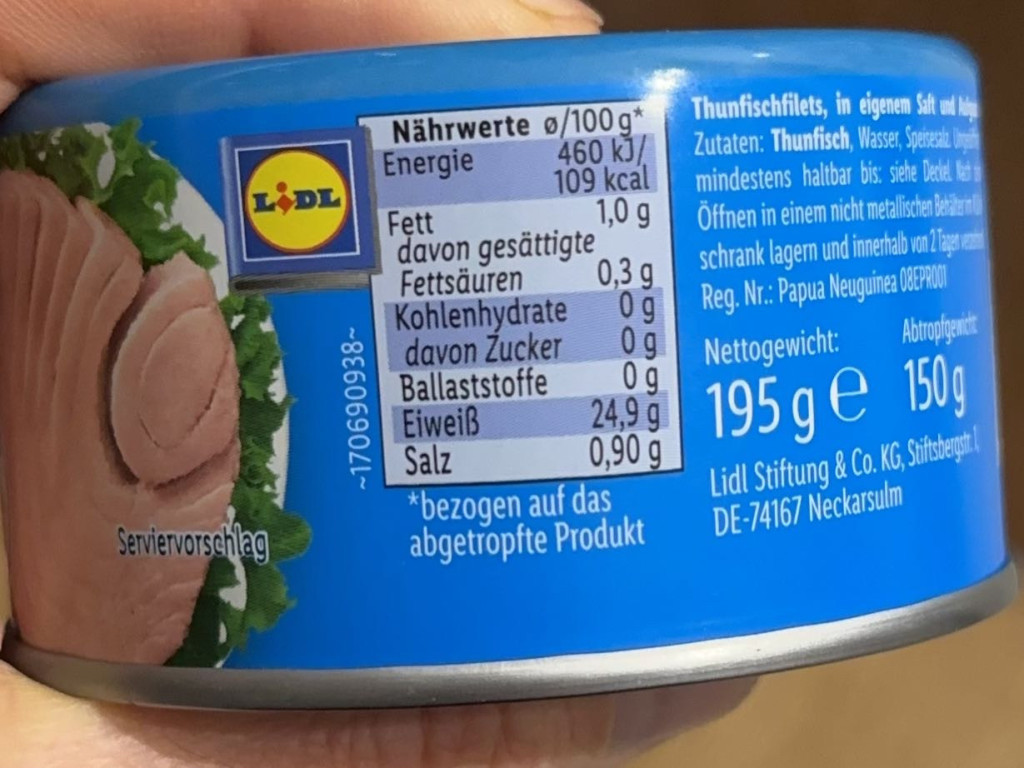 LIDL
Nährwerte ø/100 g*
Energie 460 kJ/
109 kcal
Fett 1,0 g
davon gesättigte
Fettsäuren 0,3 g
Kohlenhydrate 0 g
davon Zucker 0 g
Ballaststoffe 0 g
Eiweiß 24,9 g
Salz 0,90 g
*bezogen auf das
abgetropfte Produkt
~170690938~
Serviervorschlag
Thunfischfilets, in eigenem Saft und
Zutaten: Thunfisch, Wasser, Speisesalz.
mindestens haltbar bis: siehe Deckel. Nach
Öffnen in einem nicht metallischen Behälter im
schrank lagern und innerhalb von 2 Tagen
Reg. Nr.: Papua Neuguinea 08EPR001
Nettogewicht: Abtropfgewicht:
195 g e 150 g
Lidl Stiftung & Co. KG, Stiftsbergstr. 1,
DE-74167 Neckarsulm